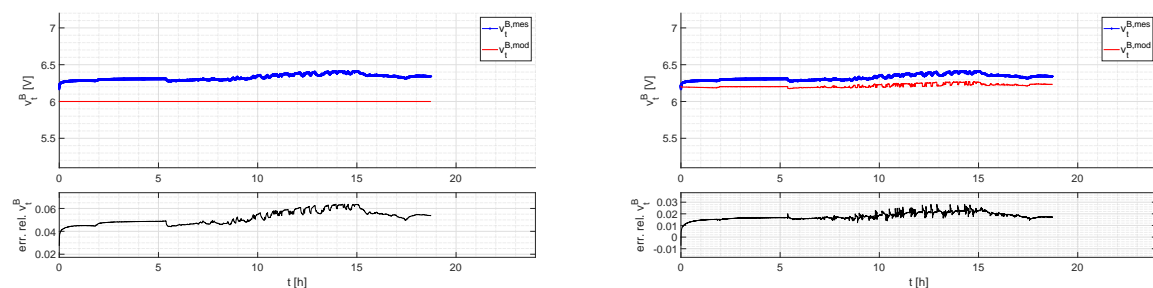 7
6.5
6
5.5
v_t^B [V]
v_t^{B,mes}
v_t^{B,mod}
0 5 10 15 20
0.06
0.04
0.02
err. rel. v_t^B
0 5 10 15 20
t [h]
7
6.5
6
5.5
v_t^B [V]
v_t^{B,mes}
v_t^{B,mod}
0 5 10 15 20
0.03
0.02
0.01
0
-0.01
err. rel. v_t^B
0 5 10 15 20
t [h]